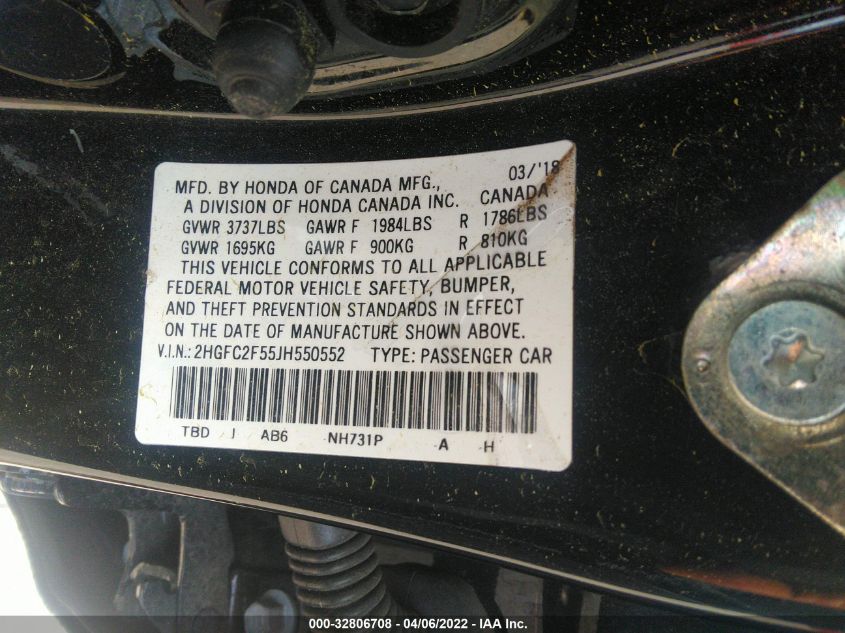 03/'18
MFD. BY HONDA OF CANADA MFG.,
A DIVISION OF HONDA CANADA INC. CANADA
GVWR 3737LBS GAWR F 1984LBS R 1786LBS
GVWR 1695KG GAWR F 900KG R 810KG
THIS VEHICLE CONFORMS TO ALL APPLICABLE
FEDERAL MOTOR VEHICLE SAFETY, BUMPER,
AND THEFT PREVENTION STANDARDS IN EFFECT
ON THE DATE OF MANUFACTURE SHOWN ABOVE.
V.I.N.: 2HGFC2F55JH550552 TYPE: PASSENGER CAR
TBD J AB6 NH731P A H
000-32806708 - 04/06/2022 - IAA Inc.